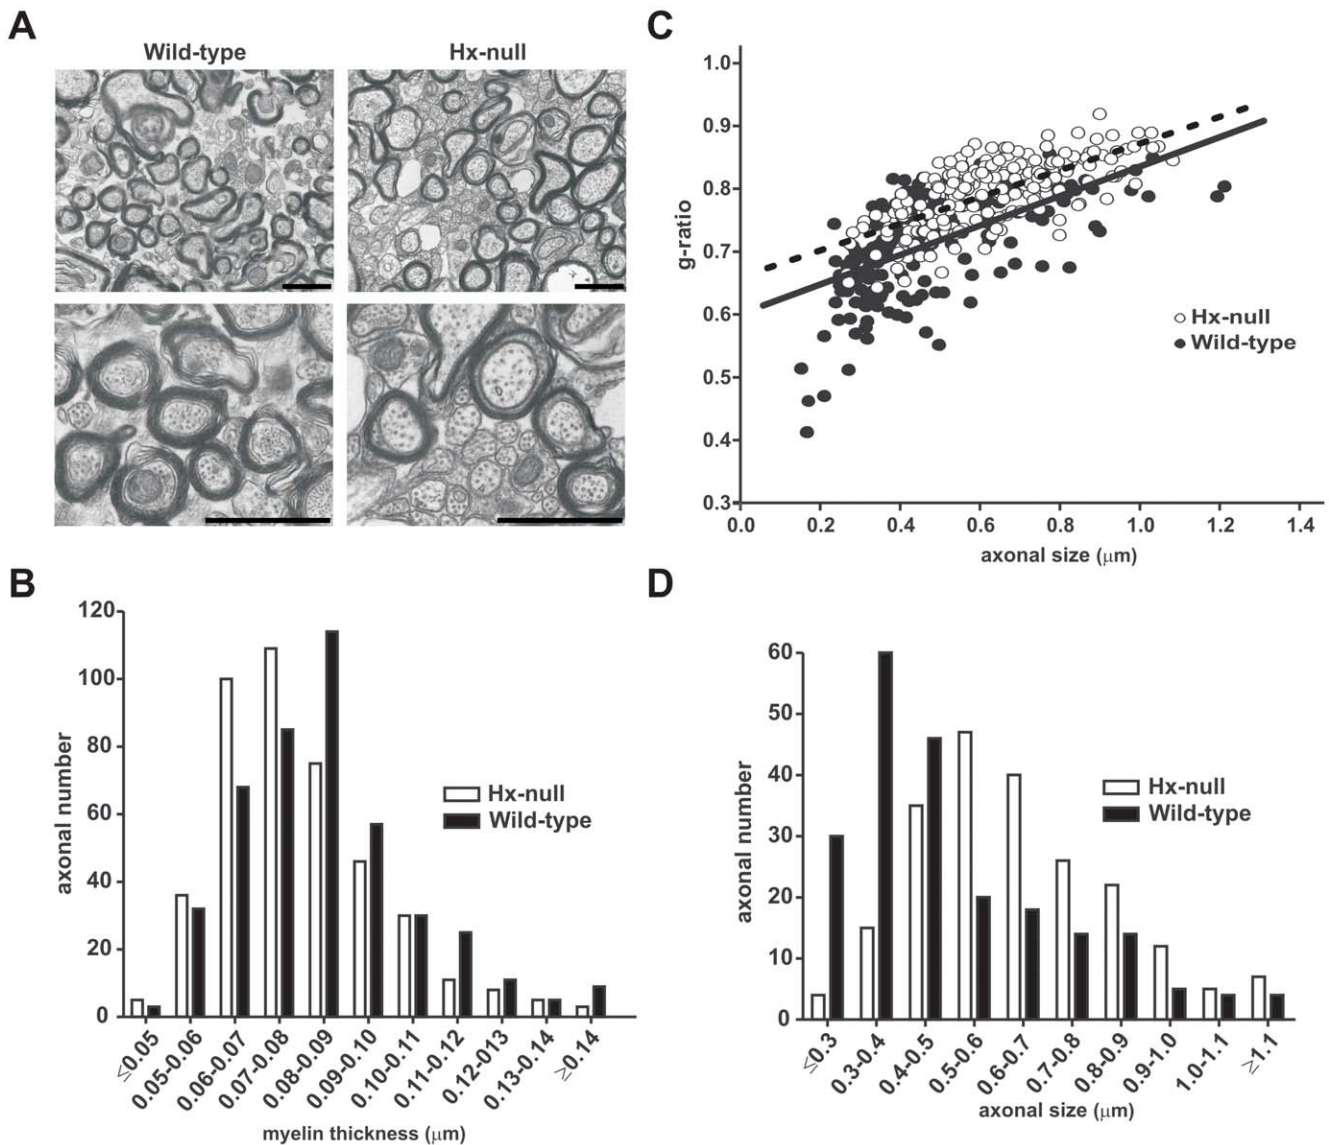 A
Wild-type
Hx-null
C
1.0
0.9
0.8
0.7
0.6
0.5
0.4
0.3
g-ratio
Hx-null
Wild-type
0.0
0.2
0.4
0.6
0.8
1.0
1.2
1.4
axonal size (μm)
B
120
100
80
60
40
20
0
axonal number
Hx-null
Wild-type
≤0.05
0.05-0.06
0.06-0.07
0.07-0.08
0.08-0.09
0.09-0.10
0.10-0.11
0.11-0.12
0.12-013
0.13-0.14
≥0.14
myelin thickness (μm)
D
60
50
40
30
20
10
0
axonal number
Hx-null
Wild-type
≤0.3
0.3-0.4
0.4-0.5
0.5-0.6
0.6-0.7
0.7-0.8
0.8-0.9
0.9-1.0
1.0-1.1
≥1.1
axonal size (μm)